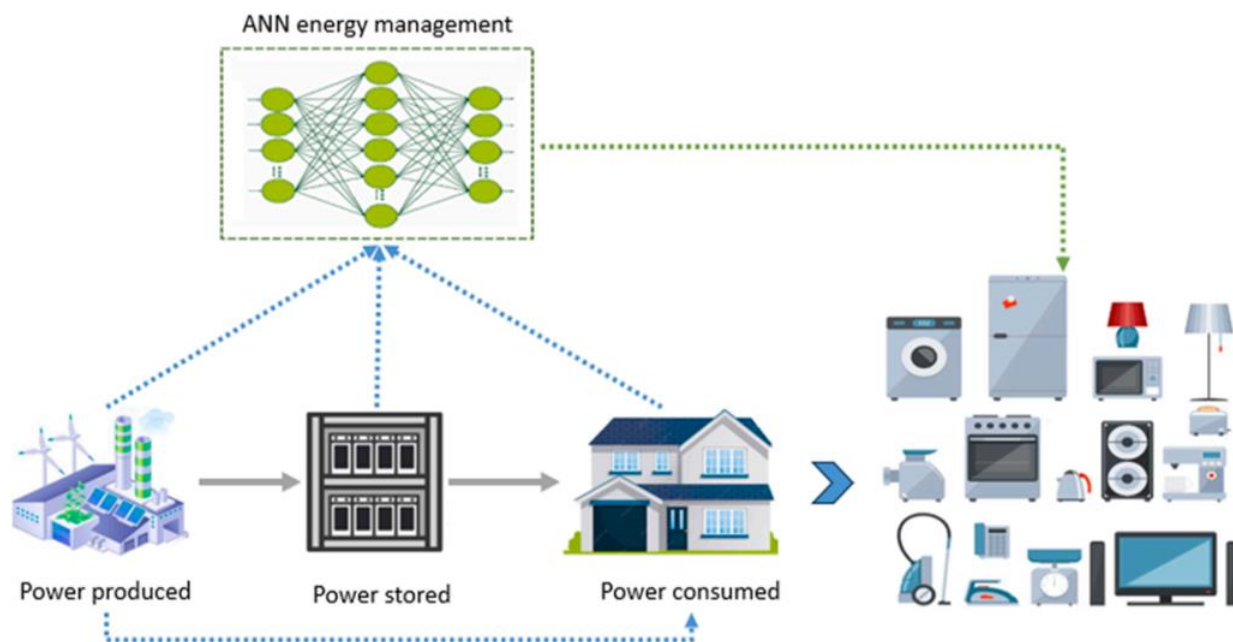 ANN energy management
Power produced
Power stored
Power consumed